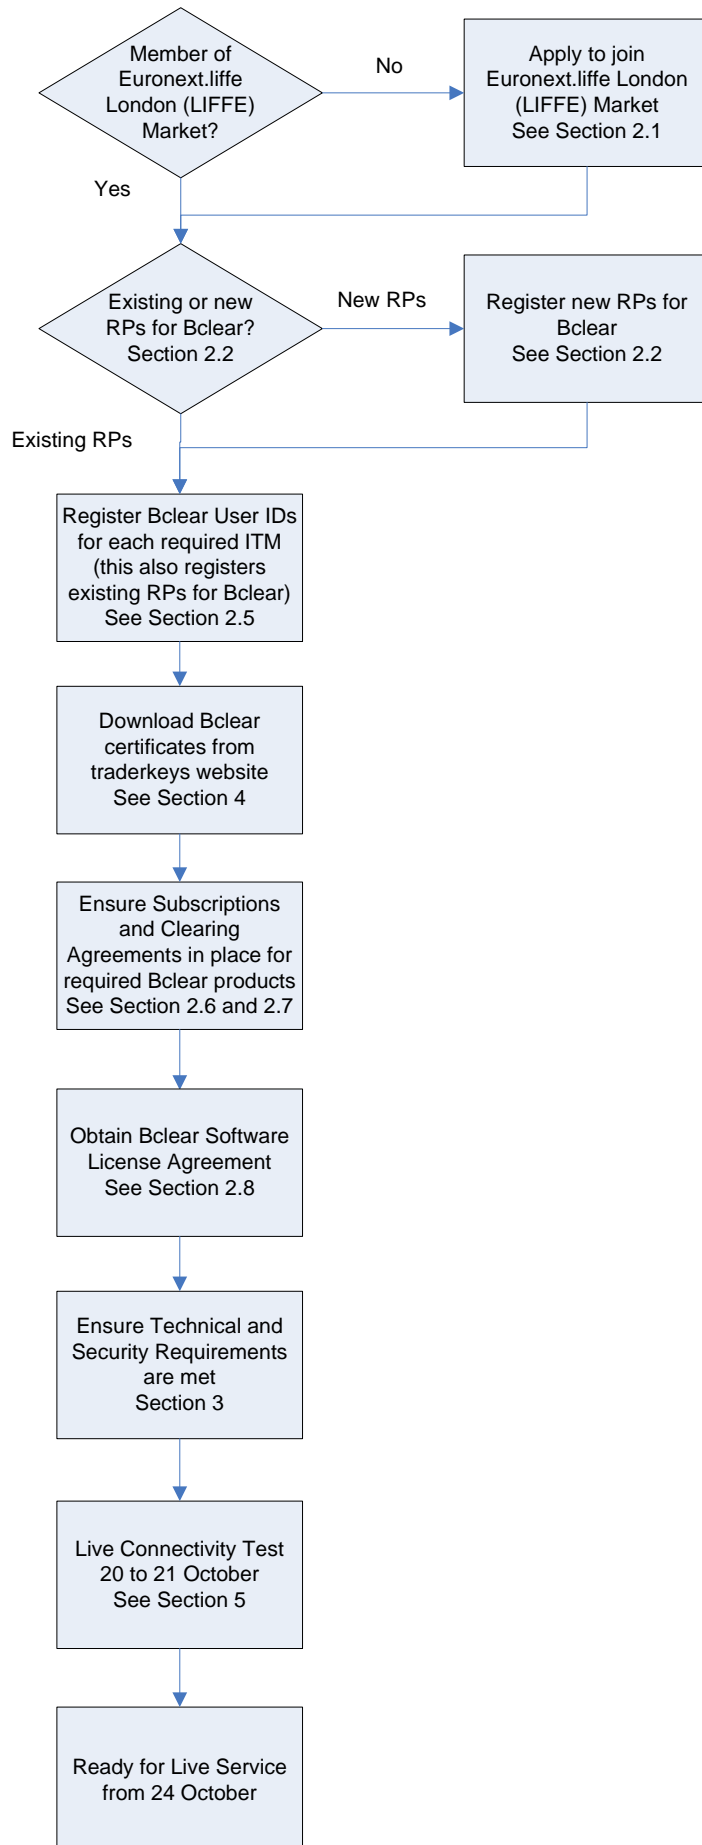 Member of
Euronext.liffe
London (LIFFE)
Market?
No
Apply to join
Euronext.liffe London
(LIFFE) Market
See Section 2.1
Yes
Existing or new
RPs for Bclear?
Section 2.2
New RPs
Register new RPs for
Bclear
See Section 2.2
Existing RPs
Register Bclear User IDs
for each required ITM
(this also registers
existing RPs for Bclear)
See Section 2.5
Download Bclear
certificates from
traderkeys website
See Section 4
Ensure Subscriptions
and Clearing
Agreements in place for
required Bclear products
See Section 2.6 and 2.7
Obtain Bclear Software
License Agreement
See Section 2.8
Ensure Technical and
Security Requirements
are met
Section 3
Live Connectivity Test
20 to 21 October
See Section 5
Ready for Live Service
from 24 October